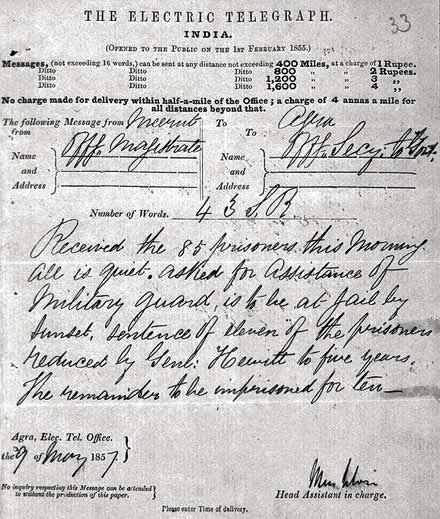 33
THE ELECTRIC TELEGRAPH.
INDIA.
(OPENED TO THE PUBLIC ON THE 1ST FEBRUARY 1855.)
Messages, (not exceeding 16 words,) can be sent at any distance not exceeding 400 Miles, at a charge of 1 Rupee.
Ditto Ditto Ditto 800 " " 2 Rupees.
Ditto Ditto Ditto 1,200 " " 3 "
Ditto Ditto Ditto 1,600 " " 4 "
No charge made for delivery within half-a-mile of the Office; a charge of 4 annas a mile for
all distances beyond that.
The following Message from Meerut To Agra
from Offg. Magistrate To Offg. Secy. to Govt.
Name Name
and and
Address Address
Number of Words. 43 S R
Received the 85 prisoners this Morning
all is quiet. asked for Assistance of
Military guard, is to be at jail by
Sunset, sentence of eleven of the prisoners
reduced by Genl: Hewitt to five years.
The remainder to be imprisoned for ten—
Agra, Elec. Tel. Office.
the 9 of May 1857
No inquiry respecting this Message can be attended
to without the production of this paper.
Head Assistant in charge.
Please enter Time of delivery.